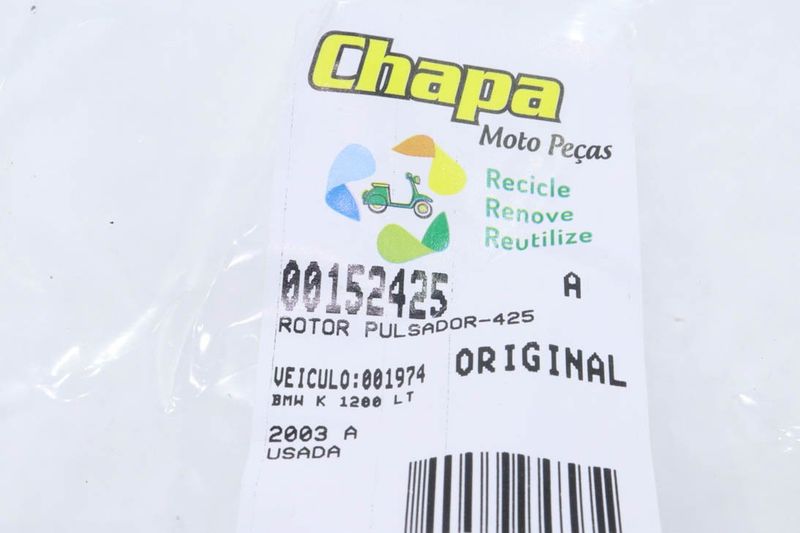 Chapa
Moto Peças
Recicle
Renove
Reutilize
00152425
A
ROTOR PULSADOR-425
ORIGINAL
VEICULO:001974
BMW K 1200 LT
2003 A
USADA